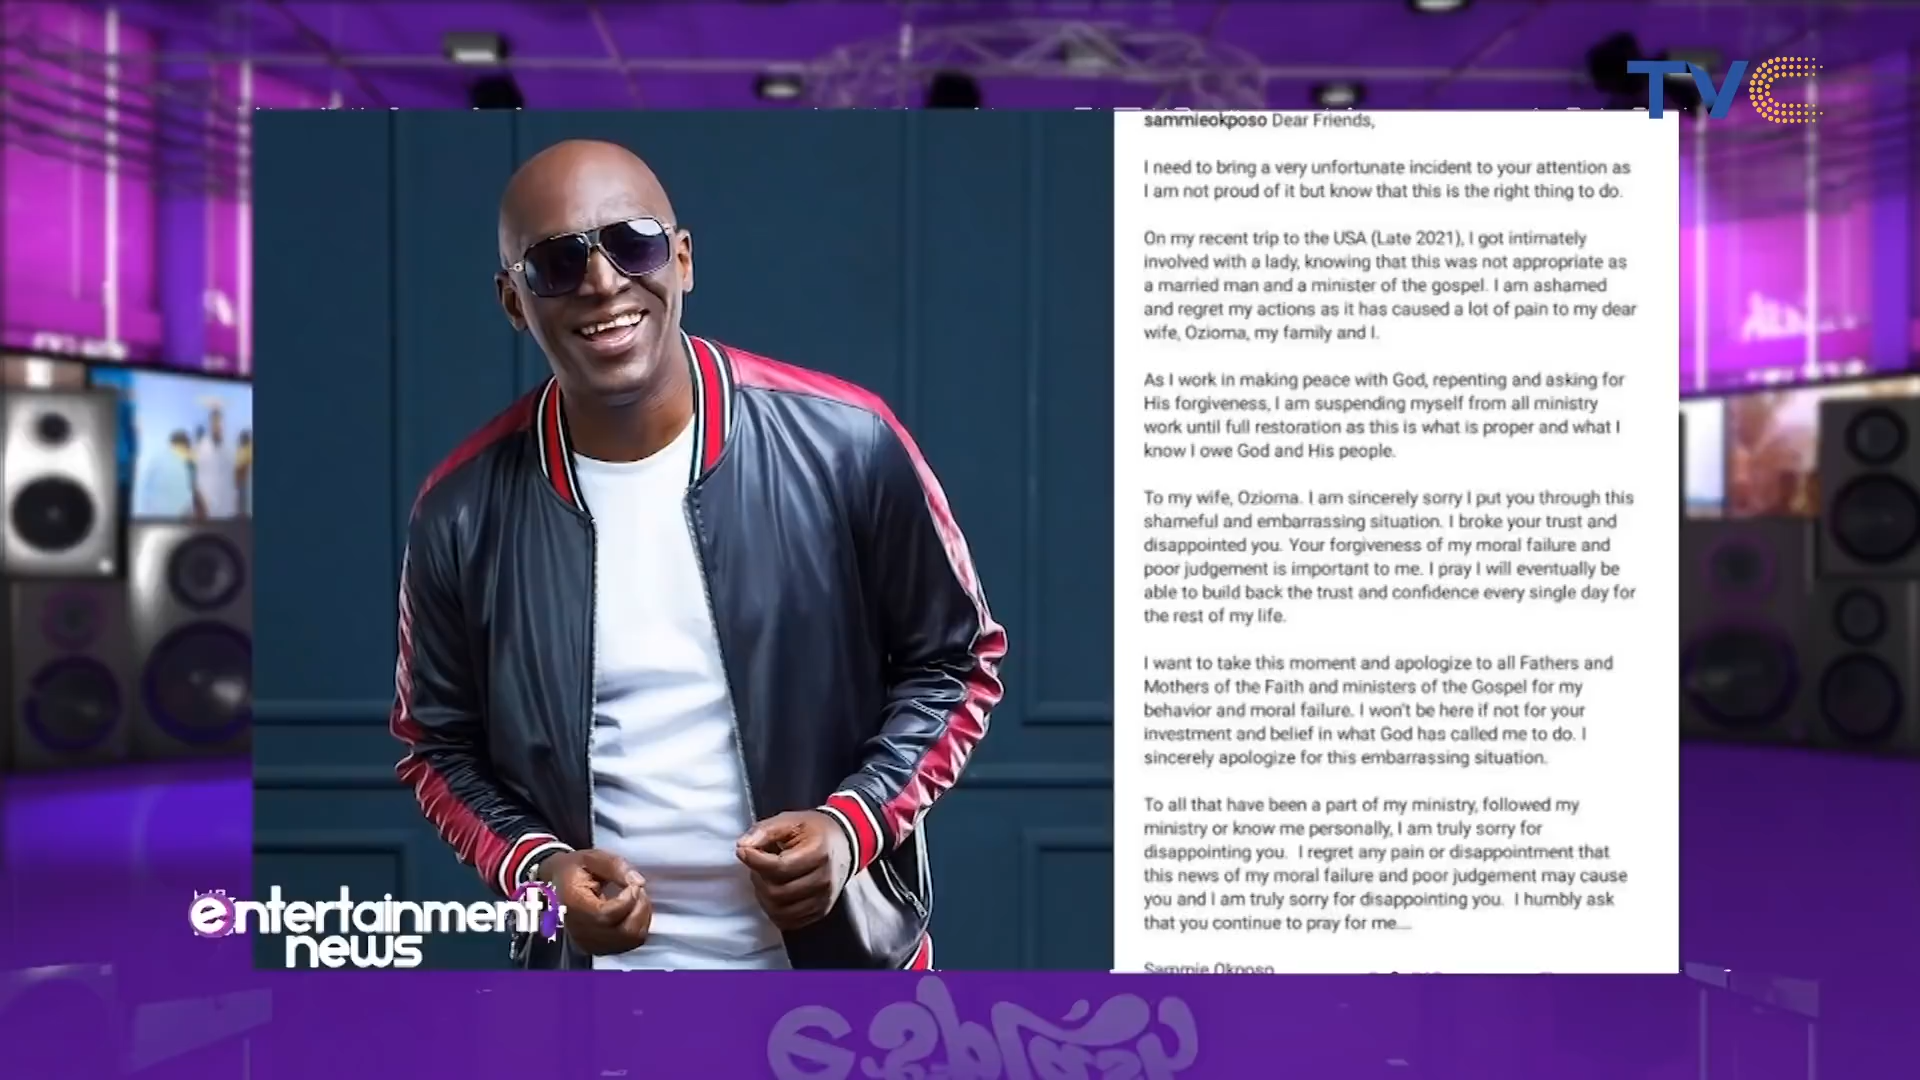 TVC
sammieokposo Dear Friends,
I need to bring a very unfortunate incident to your attention as
I am not proud of it but know that this is the right thing to do.
On my recent trip to the USA (Late 2021), I got intimately
involved with a lady, knowing that this was not appropriate as
a married man and a minister of the gospel. I am ashamed
and regret my actions as it has caused a lot of pain to my dear
wife, Ozioma, my family and I.
As I work in making peace with God, repenting and asking for
His forgiveness, I am suspending myself from all ministry
work until full restoration as this is what is proper and what I
know I owe God and His people.
To my wife, Ozioma. I am sincerely sorry I put you through this
shameful and embarrassing situation. I broke your trust and
disappointed you. Your forgiveness of my moral failure and
poor judgement is important to me. I pray I will eventually be
able to build back the trust and confidence every single day for
the rest of my life.
I want to take this moment and apologize to all Fathers and
Mothers of the Faith and ministers of the Gospel for my
behavior and moral failure. I won't be here if not for your
investment and belief in what God has called me to do. I
sincerely apologize for this embarrassing situation.
To all that have been a part of my ministry, followed my
ministry or know me personally, I am truly sorry for
disappointing you. I regret any pain or disappointment that
this news of my moral failure and poor judgement may cause
you and I am truly sorry for disappointing you. I humbly ask
that you continue to pray for me....
Sammie Okposo
entertainment
news